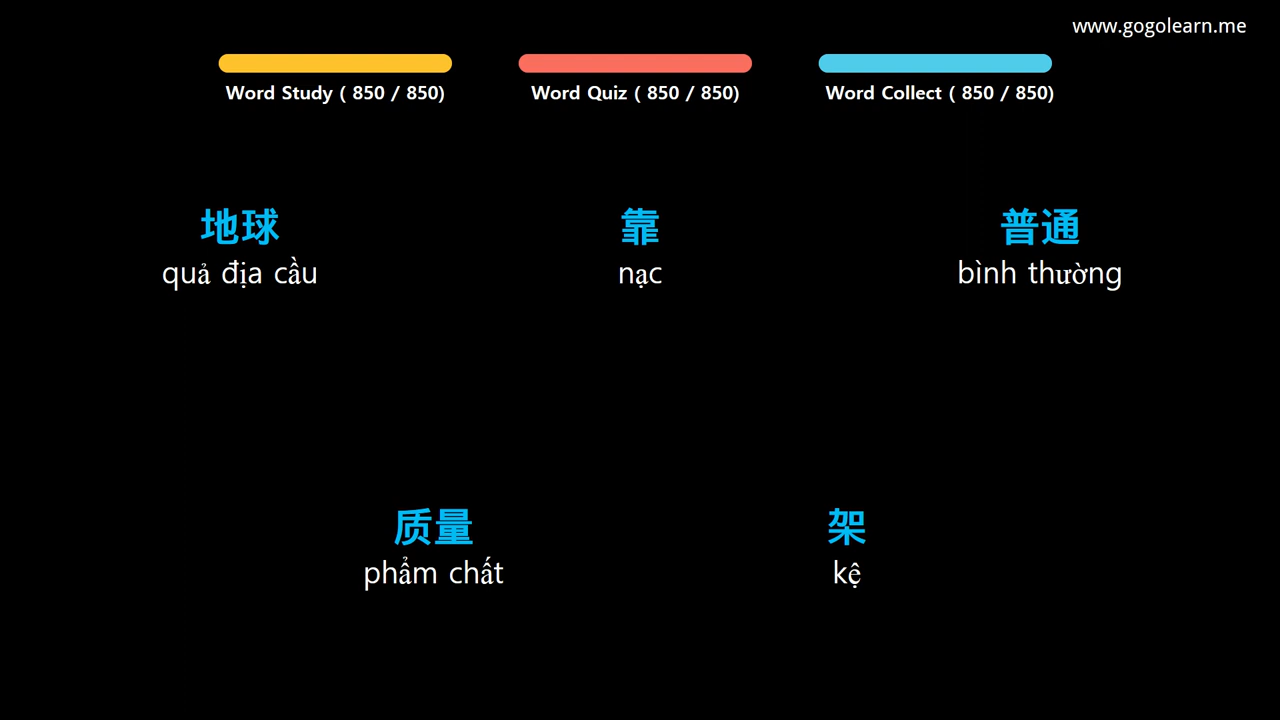 www.gogolearn.me
Word Study ( 850 / 850)
Word Quiz ( 850 / 850)
Word Collect ( 850 / 850)
地球
quả địa cầu
靠
nạc
普通
bình thường
质量
phẩm chất
架
kệ